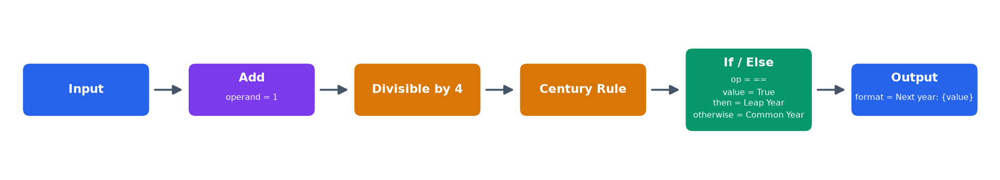 Input
Add
operand = 1
Divisible by 4
Century Rule
If / Else
op = ==
value = True
then = Leap Year
otherwise = Common Year
Output
format = Next year: {value}